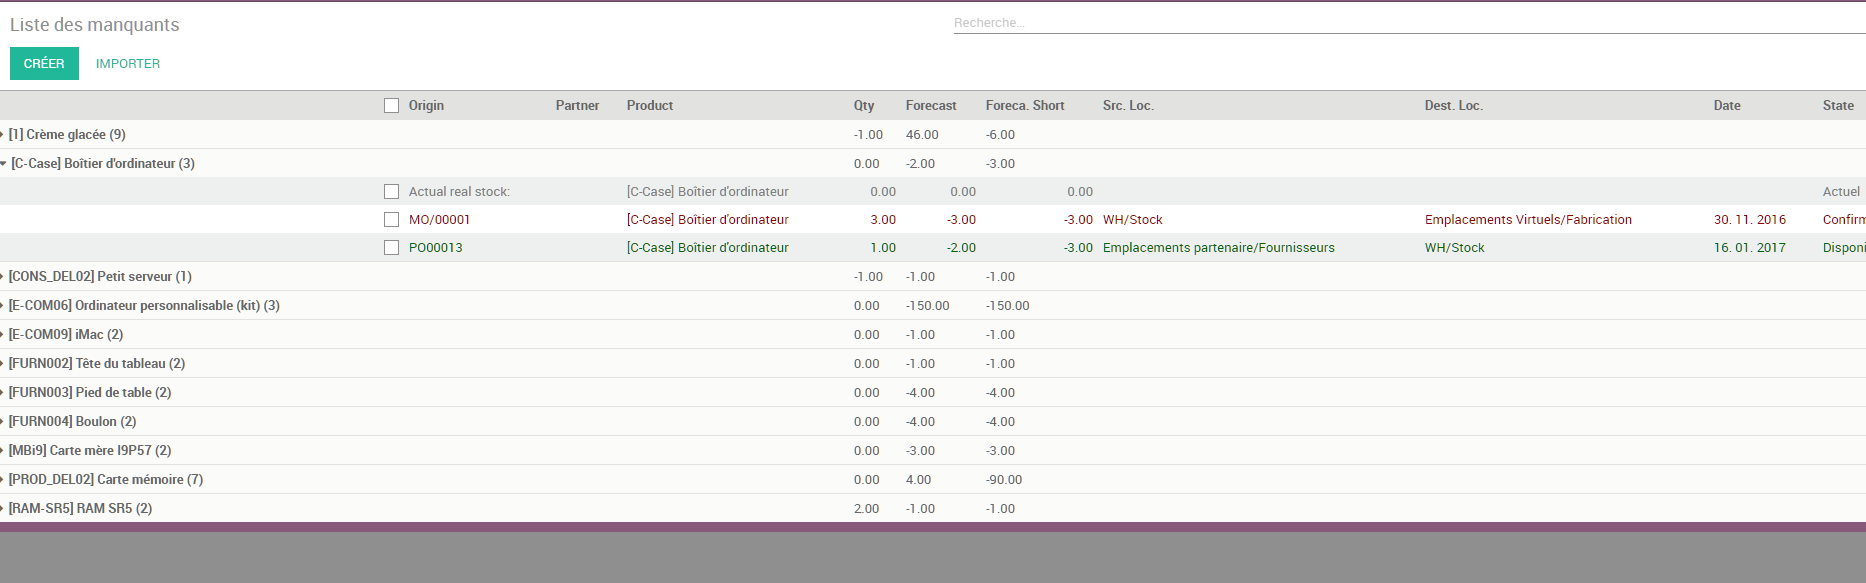 Liste des manquants
Recherche...
CRÉER IMPORTER
Origin Partner Product Qty Forecast Foreca. Short Src. Loc. Dest. Loc. Date State
[1] Crème glacée (9) -1.00 46.00 -6.00
[C-Case] Boîtier d'ordinateur (3) 0.00 -2.00 -3.00
Actual real stock: [C-Case] Boîtier d'ordinateur 0.00 0.00 0.00 Actuel
MO/00001 [C-Case] Boîtier d'ordinateur 3.00 -3.00 -3.00 WH/Stock Emplacements Virtuels/Fabrication 30. 11. 2016 Confirm
PO00013 [C-Case] Boîtier d'ordinateur 1.00 -2.00 -3.00 Emplacements partenaire/Fournisseurs WH/Stock 16. 01. 2017 Disponi
[CONS_DEL02] Petit serveur (1) -1.00 -1.00 -1.00
[E-COM06] Ordinateur personnalisable (kit) (3) 0.00 -150.00 -150.00
[E-COM09] iMac (2) 0.00 -1.00 -1.00
[FURN002] Tête du tableau (2) 0.00 -1.00 -1.00
[FURN003] Pied de table (2) 0.00 -4.00 -4.00
[FURN004] Boulon (2) 0.00 -4.00 -4.00
[MBi9] Carte mère I9P57 (2) 0.00 -3.00 -3.00
[PROD_DEL02] Carte mémoire (7) 0.00 4.00 -90.00
[RAM-SR5] RAM SR5 (2) 2.00 -1.00 -1.00